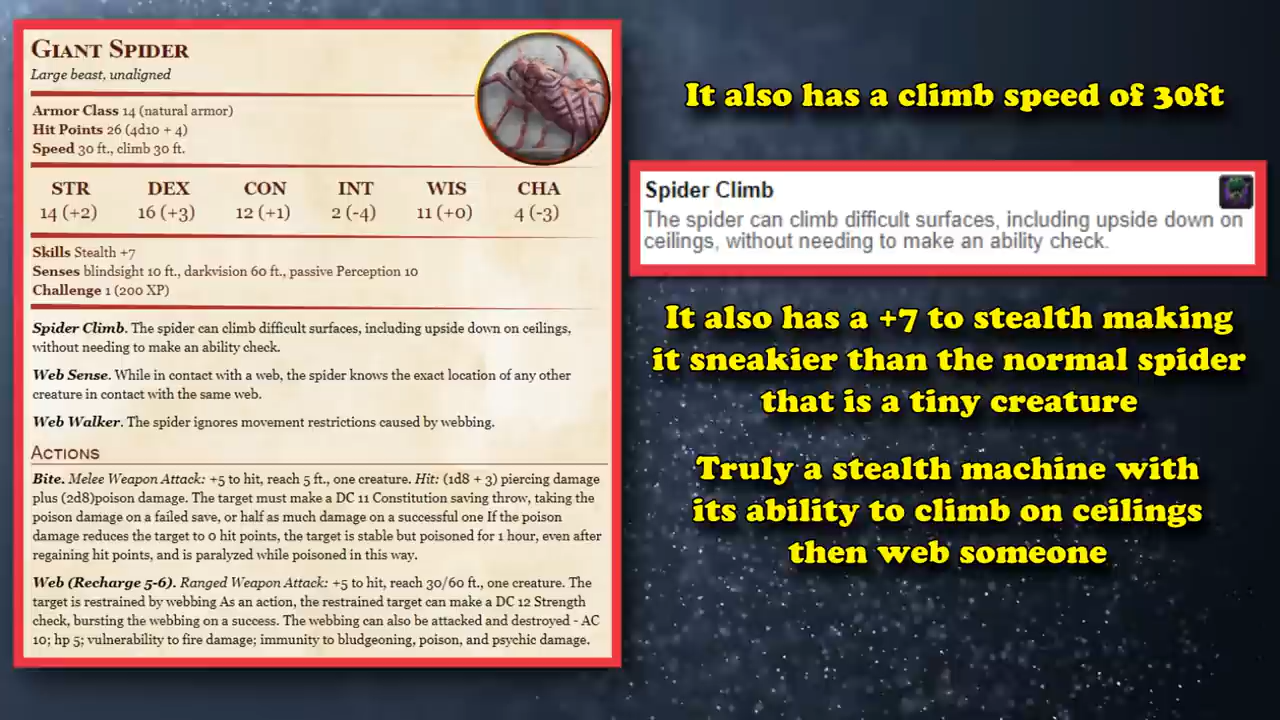 GIANT SPIDER
Large beast, unaligned
Armor Class 14 (natural armor)
Hit Points 26 (4d10 + 4)
Speed 30 ft., climb 30 ft.
STR DEX CON INT WIS CHA
14 (+2) 16 (+3) 12 (+1) 2 (-4) 11 (+0) 4 (-3)
Skills Stealth +7
Senses blindsight 10 ft., darkvision 60 ft., passive Perception 10
Challenge 1 (200 XP)
Spider Climb. The spider can climb difficult surfaces, including upside down on ceilings,
without needing to make an ability check.
Web Sense. While in contact with a web, the spider knows the exact location of any other
creature in contact with the same web.
Web Walker. The spider ignores movement restrictions caused by webbing.
ACTIONS
Bite. Melee Weapon Attack: +5 to hit, reach 5 ft., one creature. Hit: (1d8 + 3) piercing damage
plus (2d8)poison damage. The target must make a DC 11 Constitution saving throw, taking the
poison damage on a failed save, or half as much damage on a successful one If the poison
damage reduces the target to 0 hit points, the target is stable but poisoned for 1 hour, even after
regaining hit points, and is paralyzed while poisoned in this way.
Web (Recharge 5-6). Ranged Weapon Attack: +5 to hit, reach 30/60 ft., one creature. The
target is restrained by webbing As an action, the restrained target can make a DC 12 Strength
check, bursting the webbing on a success. The webbing can also be attacked and destroyed - AC
10; hp 5; vulnerability to fire damage; immunity to bludgeoning, poison, and psychic damage.
It also has a climb speed of 30ft
Spider Climb
The spider can climb difficult surfaces, including upside down on
ceilings, without needing to make an ability check.
It also has a +7 to stealth making
it sneakier than the normal spider
that is a tiny creature
Truly a stealth machine with
its ability to climb on ceilings
then web someone